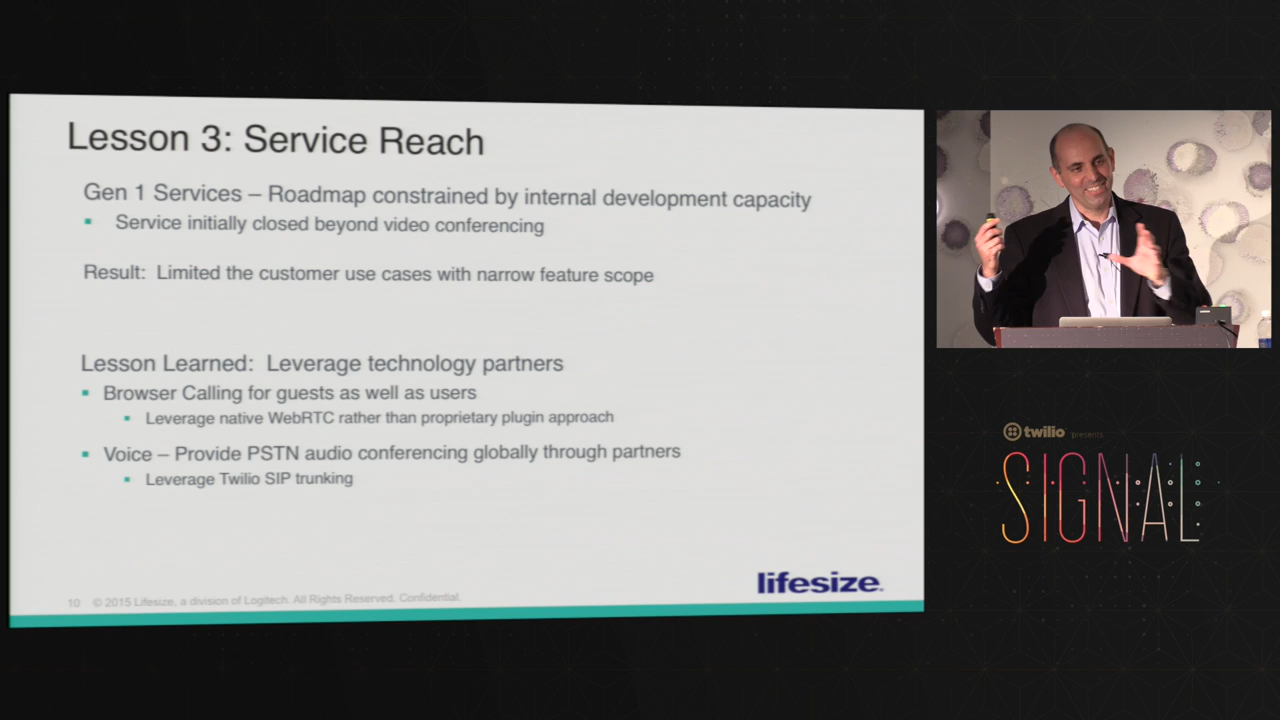 Lesson 3: Service Reach
Gen 1 Services – Roadmap constrained by internal development capacity
Service initially closed beyond video conferencing
Result: Limited the customer use cases with narrow feature scope
Lesson Learned: Leverage technology partners
Browser Calling for guests as well as users
Leverage native WebRTC rather than proprietary plugin approach
Voice – Provide PSTN audio conferencing globally through partners
Leverage Twilio SIP trunking
10 © 2015 Lifesize, a division of Logitech. All Rights Reserved. Confidential.
lifesize.
twilio presents
SIGNAL